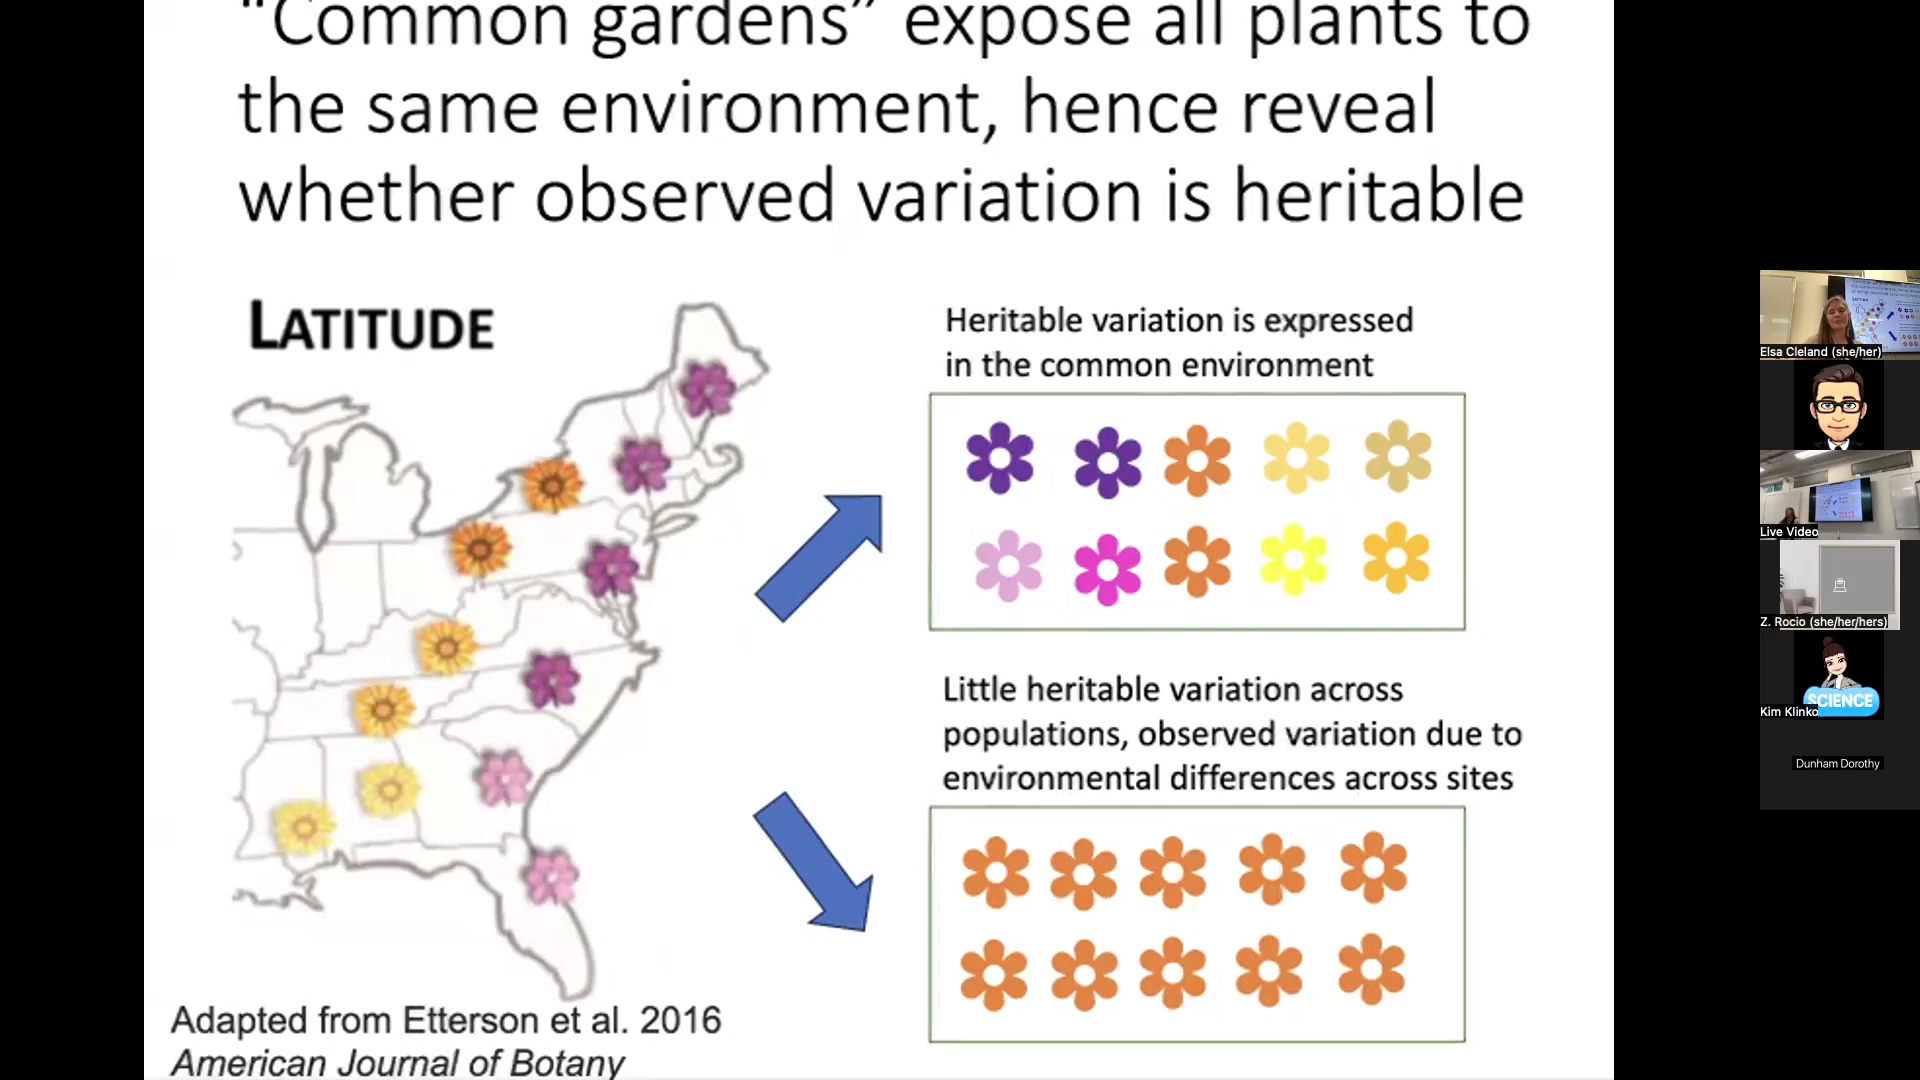 "Common gardens" expose all plants to
the same environment, hence reveal
whether observed variation is heritable
LATITUDE
Heritable variation is expressed
in the common environment
Little heritable variation across
populations, observed variation due to
environmental differences across sites
Adapted from Etterson et al. 2016
American Journal of Botany
Elsa Cleland (she/her)
Live Video
Z. Rocio (she/her/hers)
SCIENCE
Kim Klinko
Dunham Dorothy